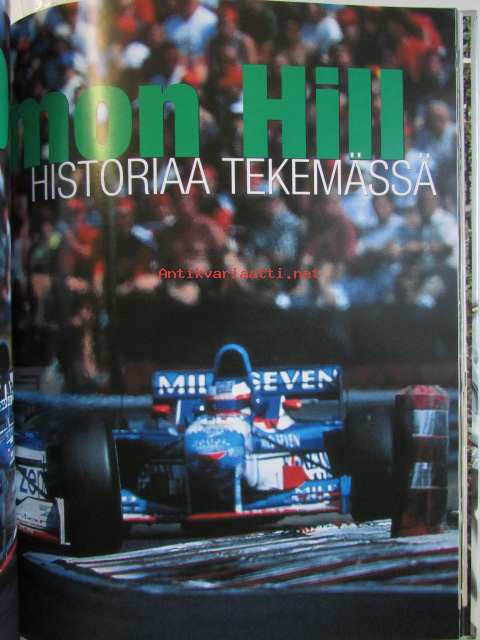 mon Hill
HISTORIAA TEKEMÄSSÄ
Antikvariaatti.net
MILD SEVEN